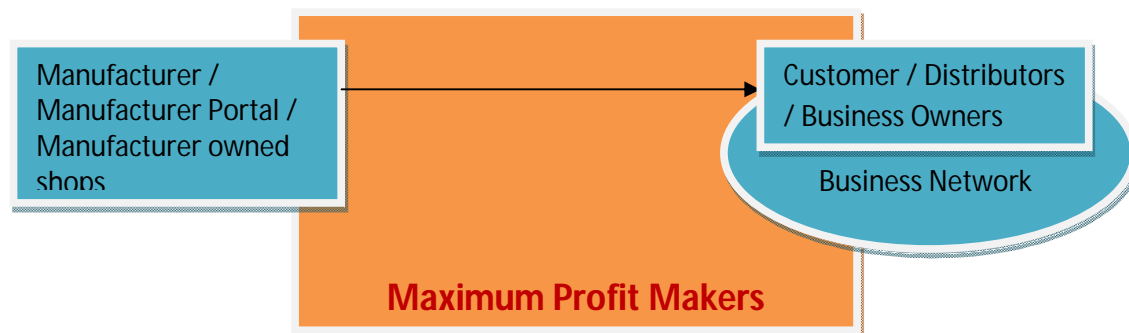 Manufacturer /
Manufacturer Portal /
Manufacturer owned
shops
Customer / Distributors
/ Business Owners
Business Network
Maximum Profit Makers